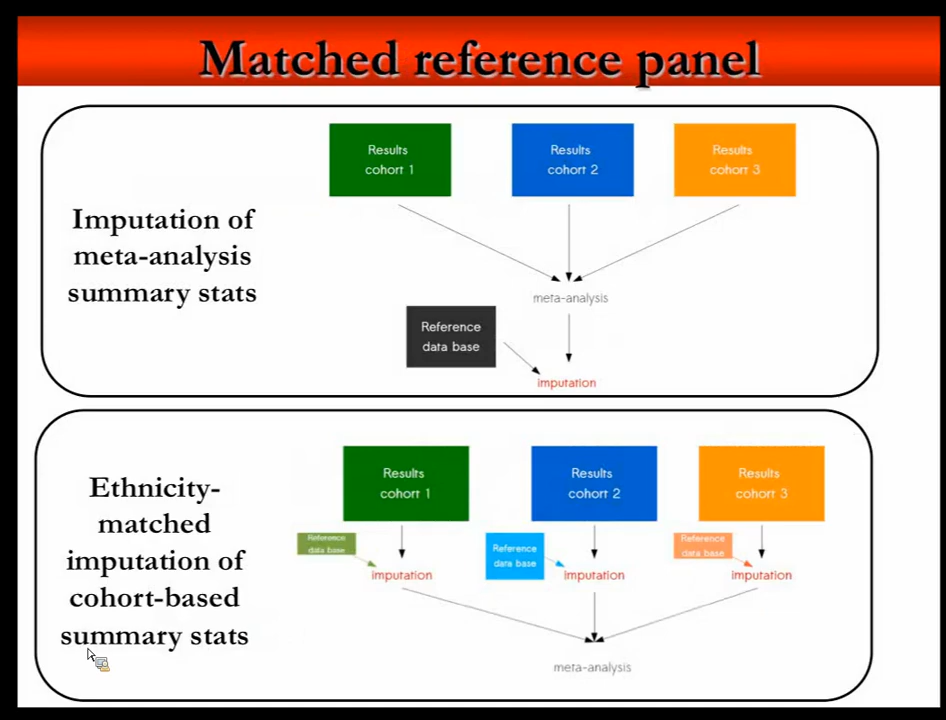 Matched reference panel
Imputation of
meta-analysis
summary stats
Results
cohort 1
Results
cohort 2
Results
cohort 3
meta-analysis
Reference
data base
imputation
Ethnicity-
matched
imputation of
cohort-based
summary stats
Results
cohort 1
Results
cohort 2
Results
cohort 3
Reference
data base
imputation
Reference
data base
imputation
Reference
data base
imputation
meta-analysis